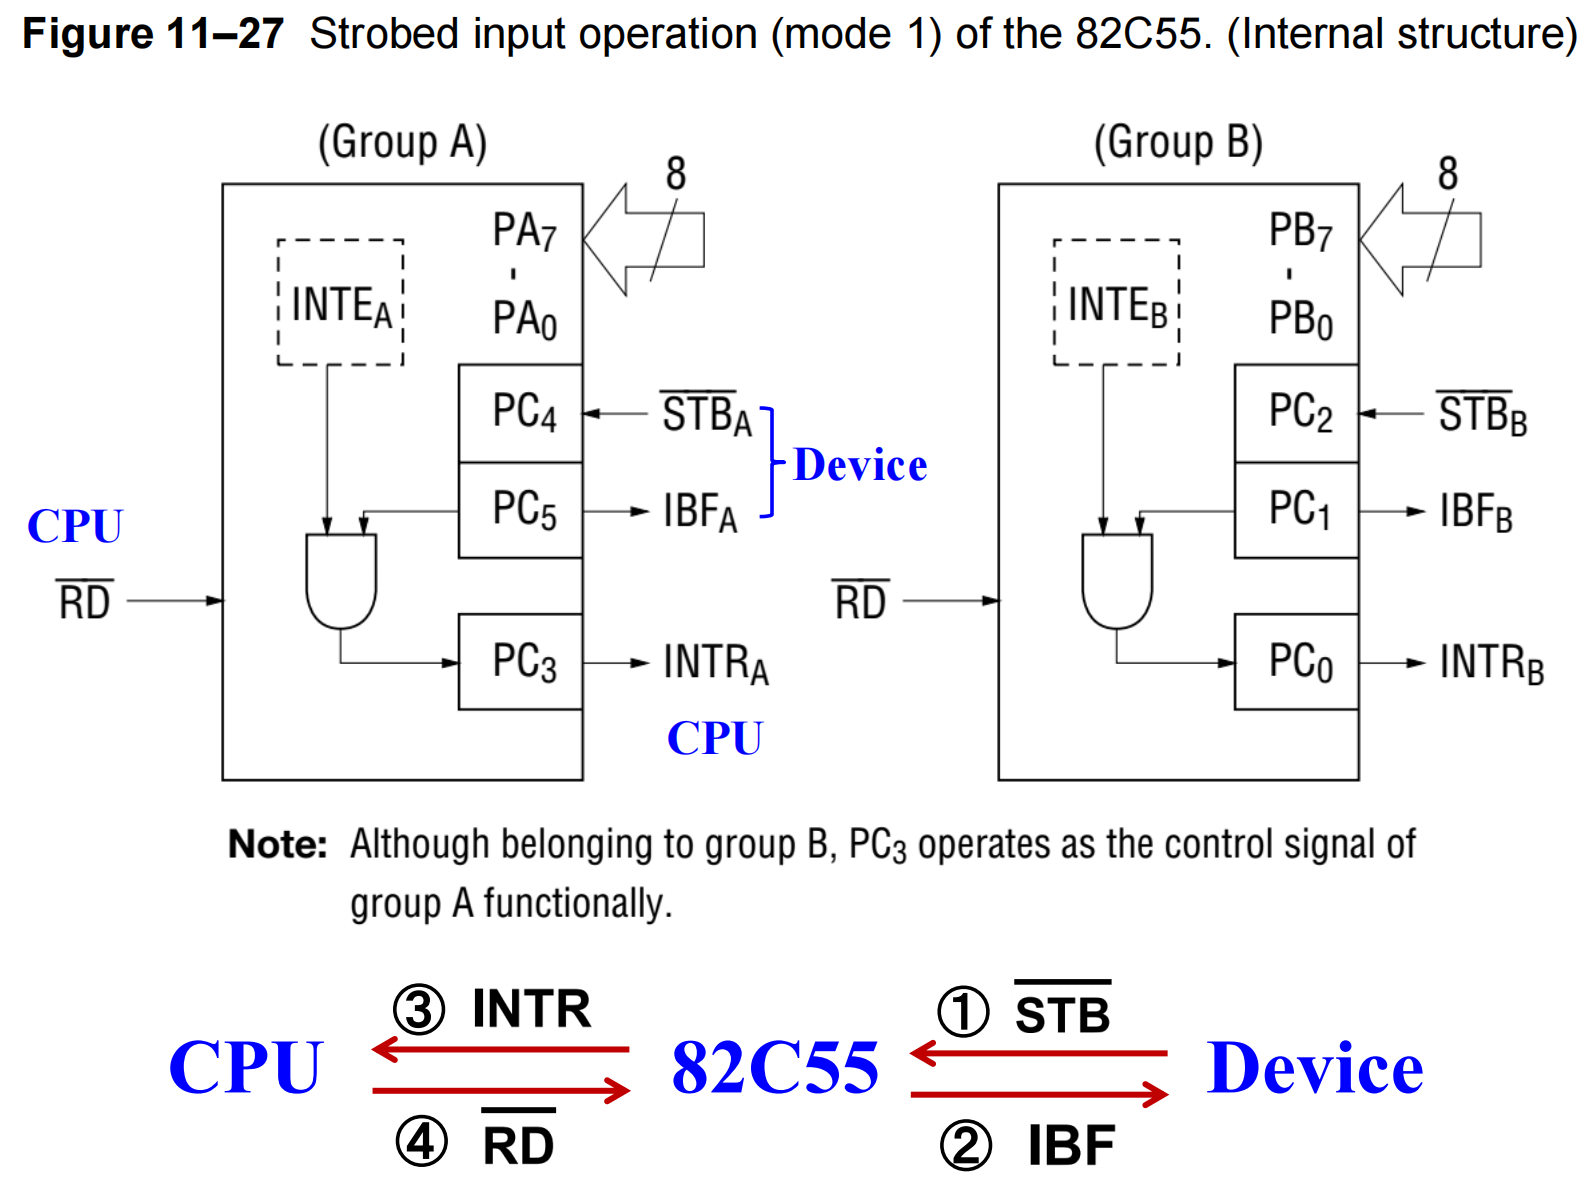 Figure 11–27 Strobed input operation (mode 1) of the 82C55. (Internal structure)
(Group A)
8
PA7
PA0
INTEA
PC4
STBA
PC5
IBFA
Device
CPU
RD
PC3
INTRA
CPU
(Group B)
8
PB7
PB0
INTEB
PC2
STBB
PC1
IBFB
RD
PC0
INTRB
Note: Although belonging to group B, PC3 operates as the control signal of
group A functionally.
③ INTR
① STB
CPU
82C55
Device
④ RD
② IBF